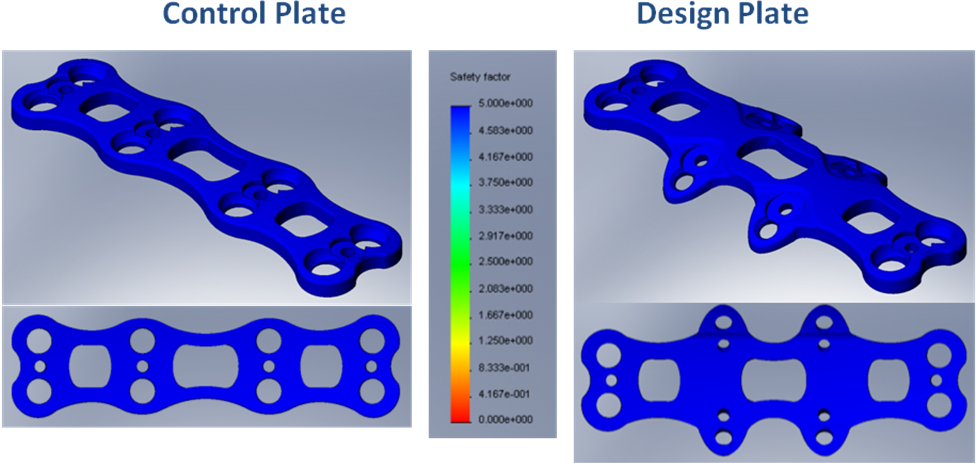 Control Plate
Design Plate
Safety factor
5.000e+000
4.583e+000
4.167e+000
3.750e+000
3.333e+000
2.917e+000
2.500e+000
2.083e+000
1.667e+000
1.250e+000
8.333e-001
4.167e-001
0.000e+000